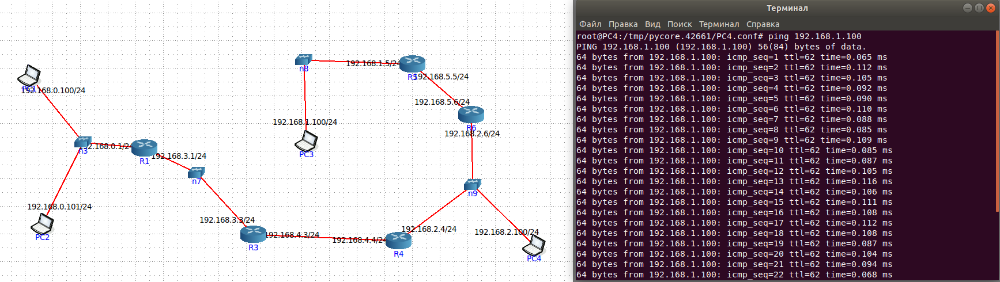 192.168.0.100/24
PC1
n3
192.168.0.1/24
R1
192.168.3.1/24
n7
192.168.0.101/24
PC2
192.168.3.3/24
R3
192.168.4.3/24
192.168.4.4/24
R4
192.168.2.4/24
n8
192.168.1.5/24
R5
192.168.5.5/24
192.168.5.6/24
R6
192.168.2.6/24
192.168.1.100/24
PC3
n9
192.168.2.100/24
PC4
Терминал
Файл Правка Вид Поиск Терминал Справка
root@PC4:/tmp/pycore.42661/PC4.conf# ping 192.168.1.100
PING 192.168.1.100 (192.168.1.100) 56(84) bytes of data.
64 bytes from 192.168.1.100: icmp_seq=1 ttl=62 time=0.065 ms
64 bytes from 192.168.1.100: icmp_seq=2 ttl=62 time=0.112 ms
64 bytes from 192.168.1.100: icmp_seq=3 ttl=62 time=0.105 ms
64 bytes from 192.168.1.100: icmp_seq=4 ttl=62 time=0.092 ms
64 bytes from 192.168.1.100: icmp_seq=5 ttl=62 time=0.090 ms
64 bytes from 192.168.1.100: icmp_seq=6 ttl=62 time=0.110 ms
64 bytes from 192.168.1.100: icmp_seq=7 ttl=62 time=0.088 ms
64 bytes from 192.168.1.100: icmp_seq=8 ttl=62 time=0.085 ms
64 bytes from 192.168.1.100: icmp_seq=9 ttl=62 time=0.109 ms
64 bytes from 192.168.1.100: icmp_seq=10 ttl=62 time=0.085 ms
64 bytes from 192.168.1.100: icmp_seq=11 ttl=62 time=0.087 ms
64 bytes from 192.168.1.100: icmp_seq=12 ttl=62 time=0.105 ms
64 bytes from 192.168.1.100: icmp_seq=13 ttl=62 time=0.116 ms
64 bytes from 192.168.1.100: icmp_seq=14 ttl=62 time=0.106 ms
64 bytes from 192.168.1.100: icmp_seq=15 ttl=62 time=0.111 ms
64 bytes from 192.168.1.100: icmp_seq=16 ttl=62 time=0.108 ms
64 bytes from 192.168.1.100: icmp_seq=17 ttl=62 time=0.112 ms
64 bytes from 192.168.1.100: icmp_seq=18 ttl=62 time=0.108 ms
64 bytes from 192.168.1.100: icmp_seq=19 ttl=62 time=0.087 ms
64 bytes from 192.168.1.100: icmp_seq=20 ttl=62 time=0.104 ms
64 bytes from 192.168.1.100: icmp_seq=21 ttl=62 time=0.094 ms
64 bytes from 192.168.1.100: icmp_seq=22 ttl=62 time=0.068 ms